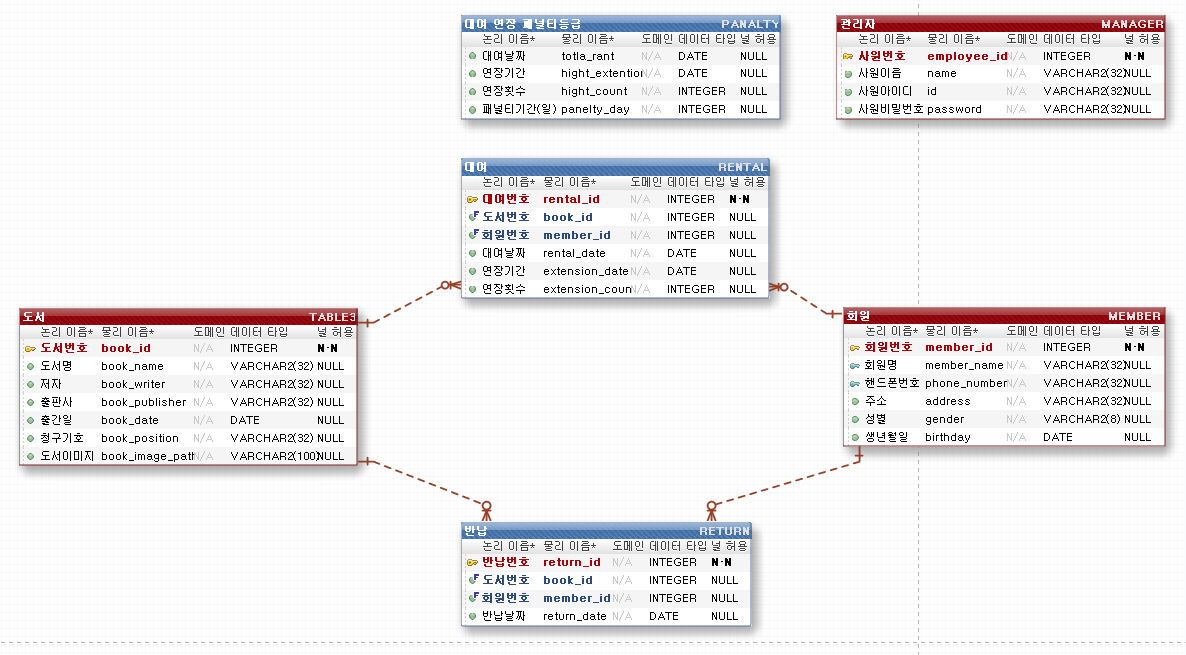 대여 연장 패널티등급 PANALTY
논리 이름* 물리 이름* 도메인 데이터 타입 널 허용
대여날짜 totla_rant N/A DATE NULL
연장기간 hight_extention N/A DATE NULL
연장횟수 hight_count N/A INTEGER NULL
패널티기간(일) panelty_day N/A INTEGER NULL
관리자 MANAGER
논리 이름* 물리 이름* 도메인 데이터 타입 널 허용
사원번호 employee_id N/A INTEGER N-N
사원이음 name N/A VARCHAR2(32) NULL
사원아이디 id N/A VARCHAR2(32) NULL
사원비밀번호 password N/A VARCHAR2(32) NULL
대여 RENTAL
논리 이름* 물리 이름* 도메인 데이터 타입 널 허용
대여번호 rental_id N/A INTEGER N-N
도서번호 book_id N/A INTEGER NULL
회원번호 member_id N/A INTEGER NULL
대여날짜 rental_date N/A DATE NULL
연장기간 extension_date N/A DATE NULL
연장횟수 extension_coun N/A INTEGER NULL
도서 TABLE3
논리 이름* 물리 이름* 도메인 데이터 타입 널 허용
도서번호 book_id N/A INTEGER N-N
도서명 book_name N/A VARCHAR2(32) NULL
저자 book_writer N/A VARCHAR2(32) NULL
출판사 book_publisher N/A VARCHAR2(32) NULL
출간일 book_date N/A DATE NULL
청구기호 book_position N/A VARCHAR2(32) NULL
도서이미지 book_image_path N/A VARCHAR2(100) NULL
회원 MEMBER
논리 이름* 물리 이름* 도메인 데이터 타입 널 허용
회원번호 member_id N/A INTEGER N-N
회원명 member_name N/A VARCHAR2(32) NULL
핸드폰번호 phone_number N/A VARCHAR2(32) NULL
주소 address N/A VARCHAR2(32) NULL
성별 gender N/A VARCHAR2(8) NULL
생년월일 birthday N/A DATE NULL
반납 RETURN
논리 이름* 물리 이름* 도메인 데이터 타입 널 허용
반납번호 return_id N/A INTEGER N-N
도서번호 book_id N/A INTEGER NULL
회원번호 member_id N/A INTEGER NULL
반납날짜 return_date N/A DATE NULL